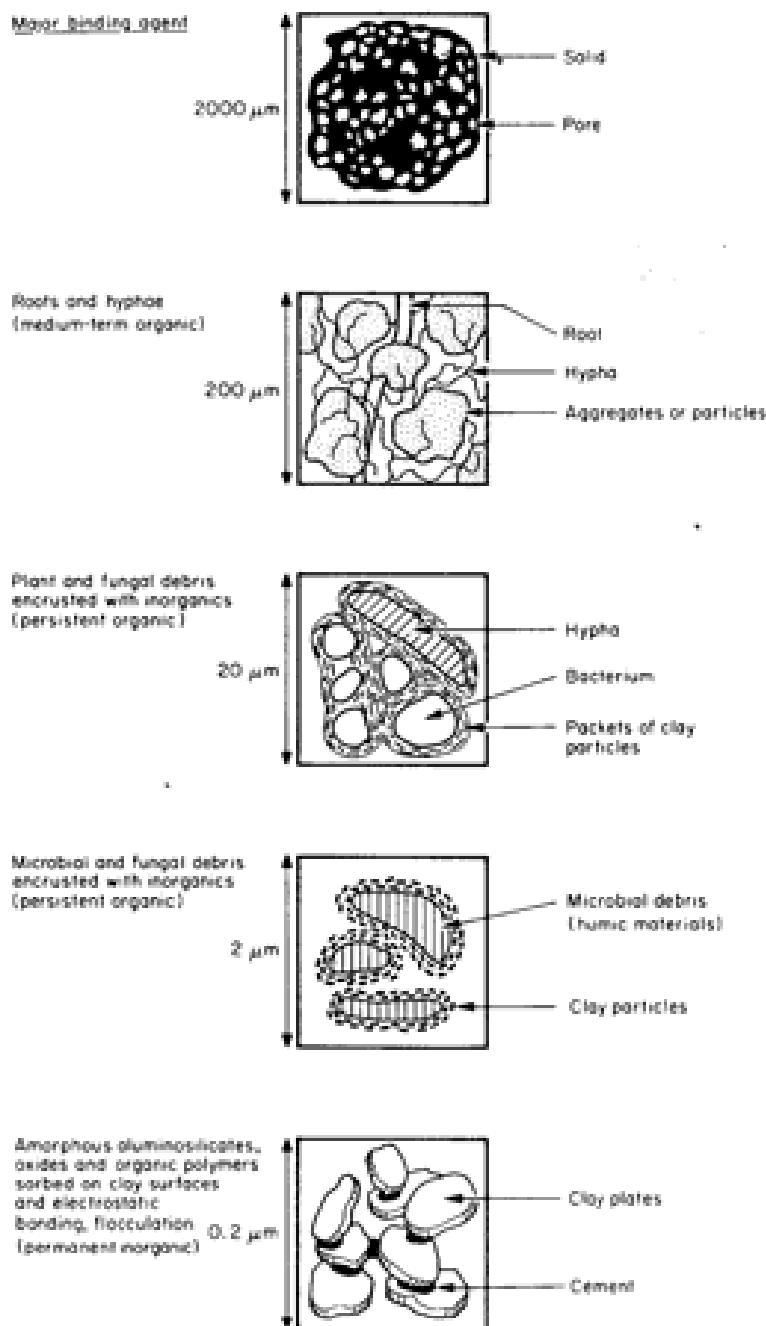 Major binding agent
Solid
2000 μm
Pore
Roots and hyphae
(medium-term organic)
Root
Hypha
200 μm
Aggregates or particles
Plant and fungal debris
encrusted with inorganics
(persistent organic)
Hypha
20 μm
Bacterium
Packets of clay
particles
Microbial and fungal debris
encrusted with inorganics
(persistent organic)
Microbial debris
(humic materials)
2 μm
Clay particles
Amorphous aluminosilicates,
oxides and organic polymers
sorbed on clay surfaces
and electrostatic
bonding, flocculation
(permanent inorganic)
0.2 μm
Clay plates
Cement